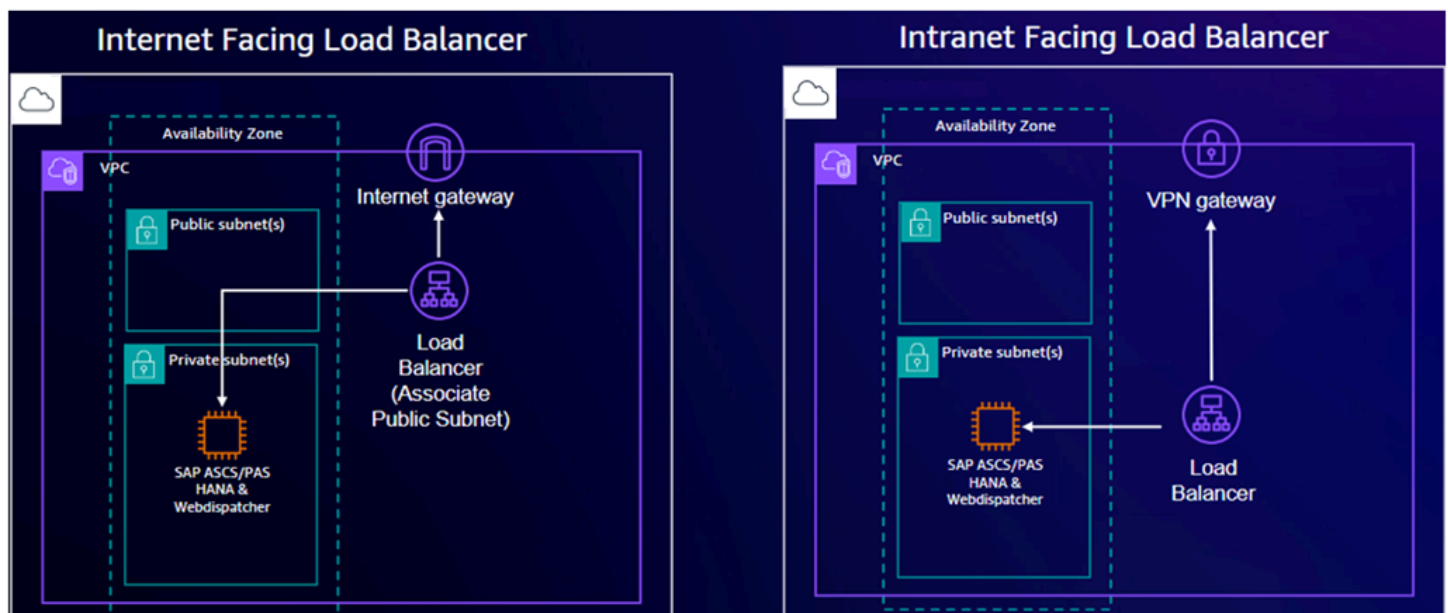 Internet Facing Load Balancer
Availability Zone
VPC
Internet gateway
Public subnet(s)
Load
Balancer
(Associate
Public Subnet)
Private subnet(s)
SAP ASCS/PAS
HANA &
Webdispatcher
Intranet Facing Load Balancer
Availability Zone
VPC
VPN gateway
Public subnet(s)
Private subnet(s)
SAP ASCS/PAS
HANA &
Webdispatcher
Load
Balancer